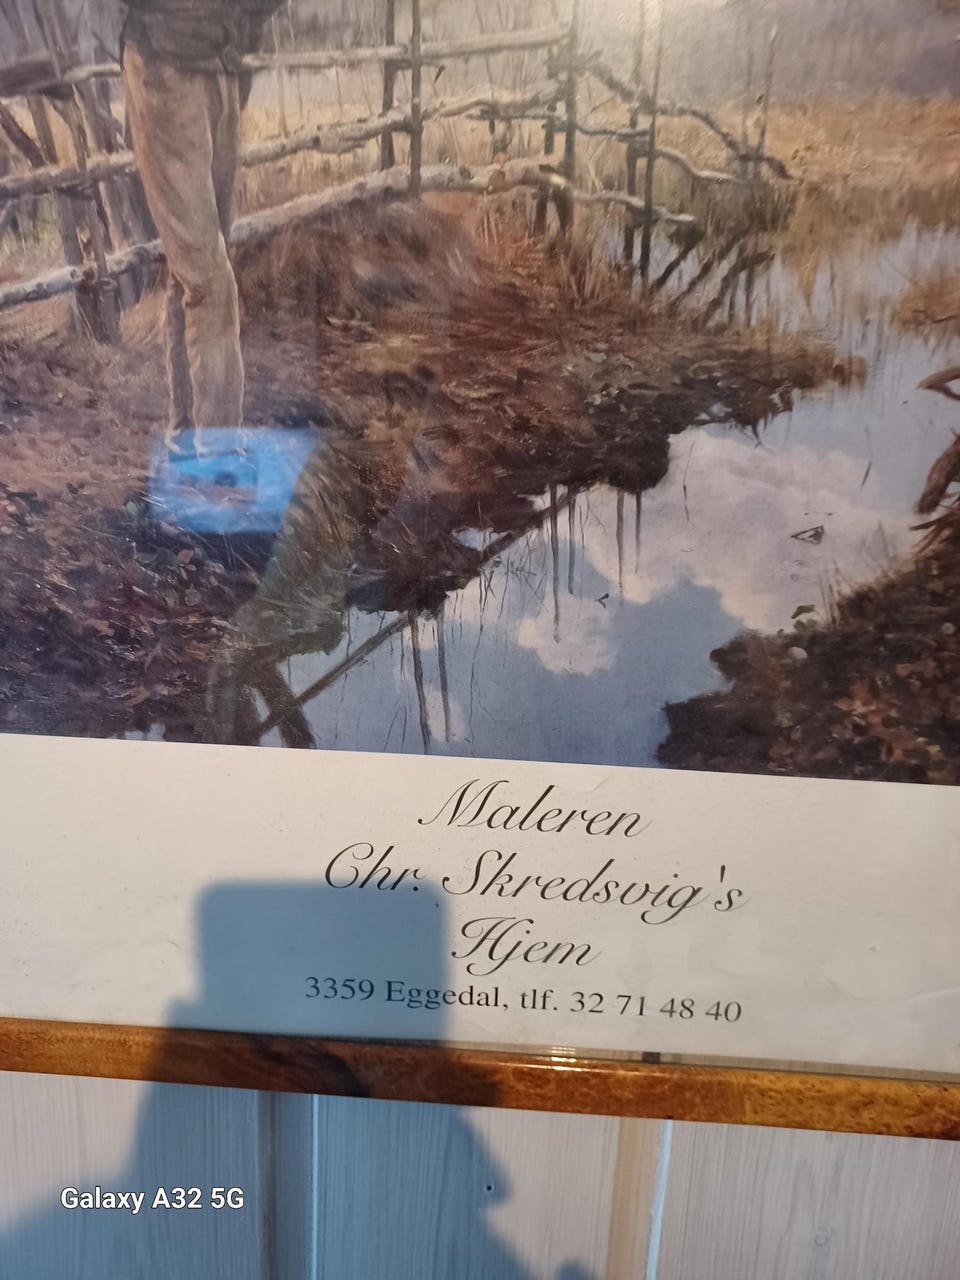 Maleren
Chr. Skredsvig's
Hjem
3359 Eggedal, tlf. 32 71 48 40
Galaxy A32 5G